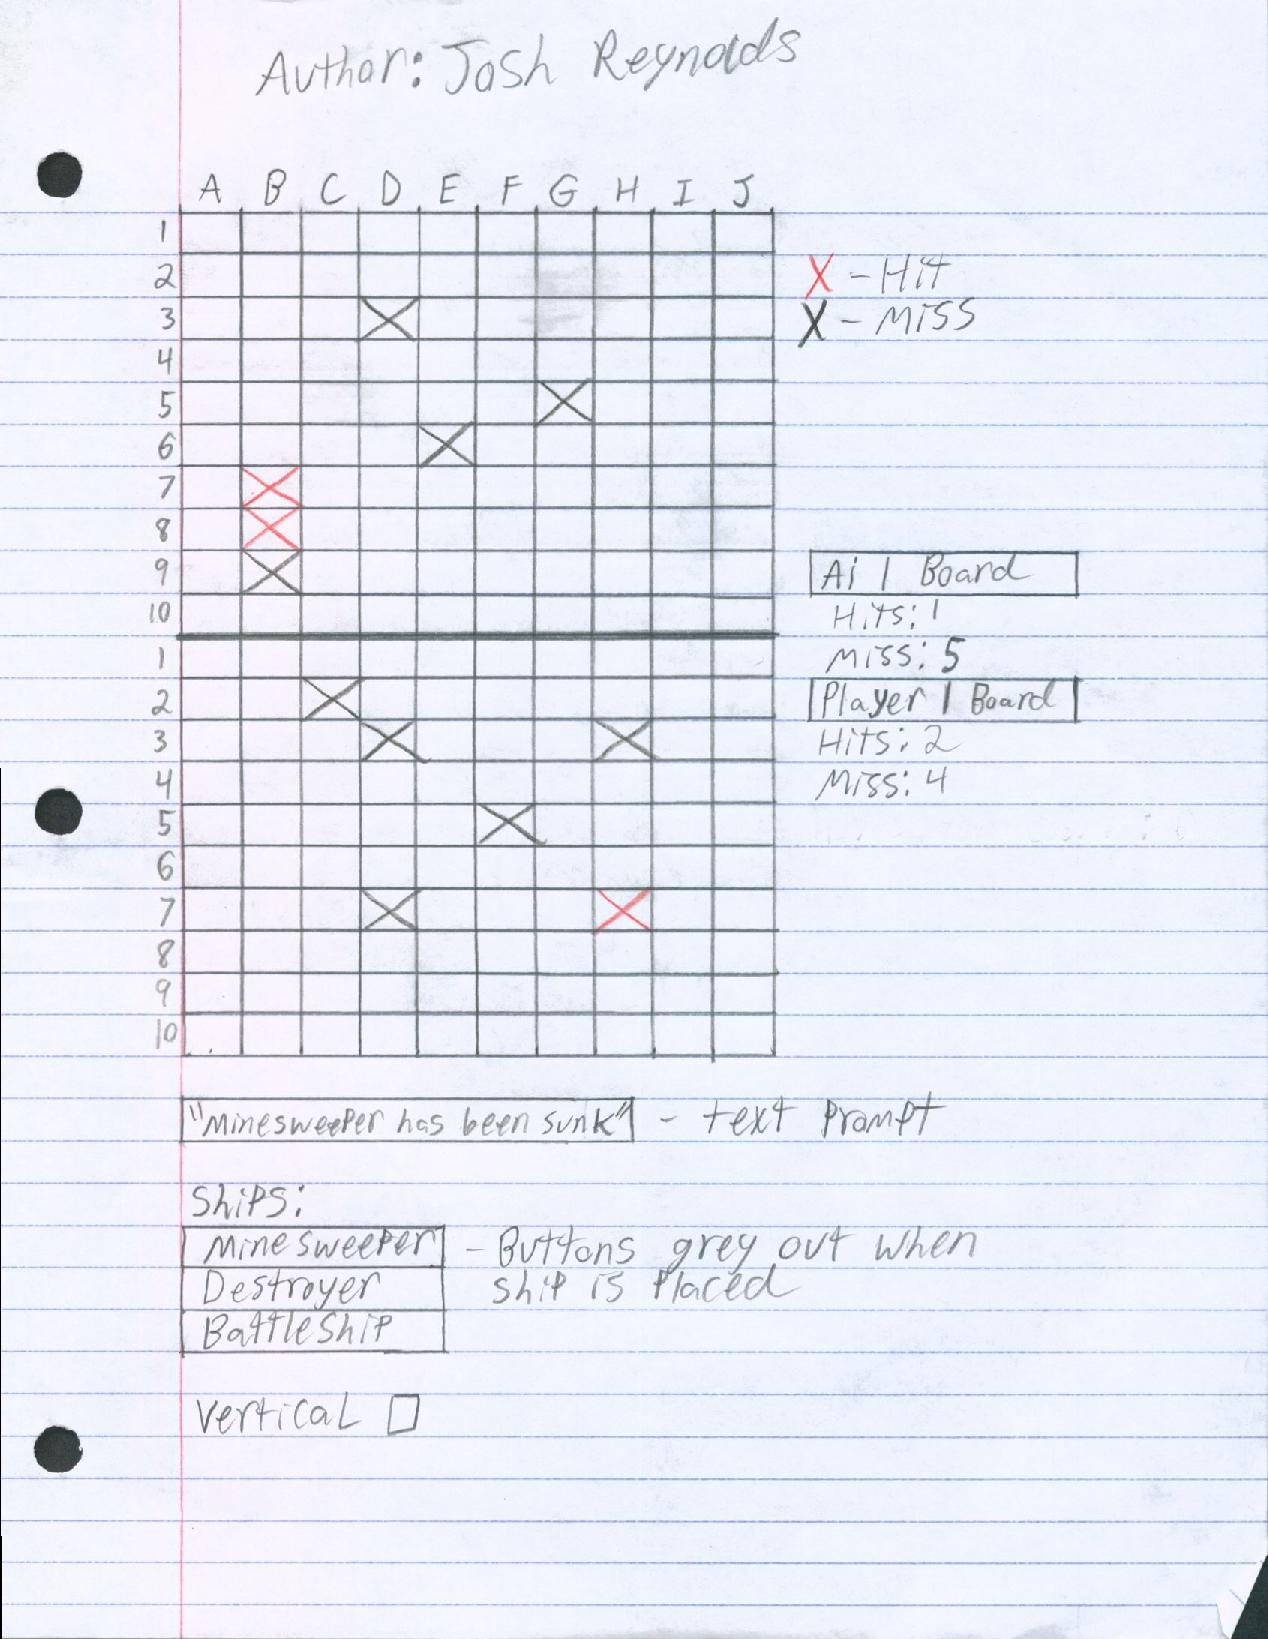 Author: Josh Reynolds
A B C D E F G H I J
1
2
X - Hit
3
X - Miss
4
5
6
7
8
9
Ai | Board
10
Hits: 1
1
Miss: 5
2
Player | Board
3
Hits: 2
4
Miss: 4
5
6
7
8
9
10
"Minesweeper has been sunk" - text Prompt
Ships:
Minesweeper - Buttons grey out when
Destroyer ship is Placed
BattleShip
Vertical